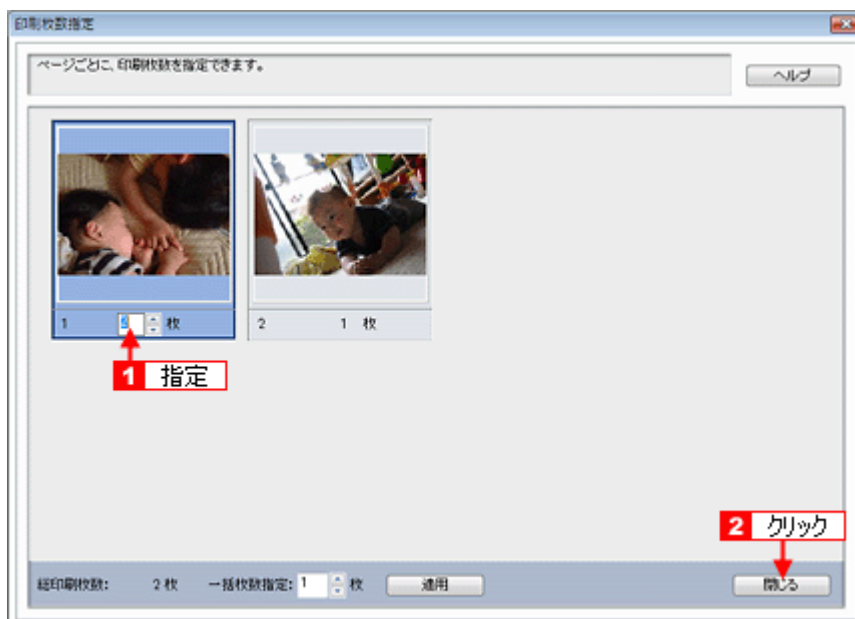 印刷枚数指定
ページごとに、印刷枚数を指定できます。
ヘルプ
1 枚
2 1 枚
1 指定
2 クリック
総印刷枚数: 2 枚 一括枚数指定: 1 枚 適用 閉じる